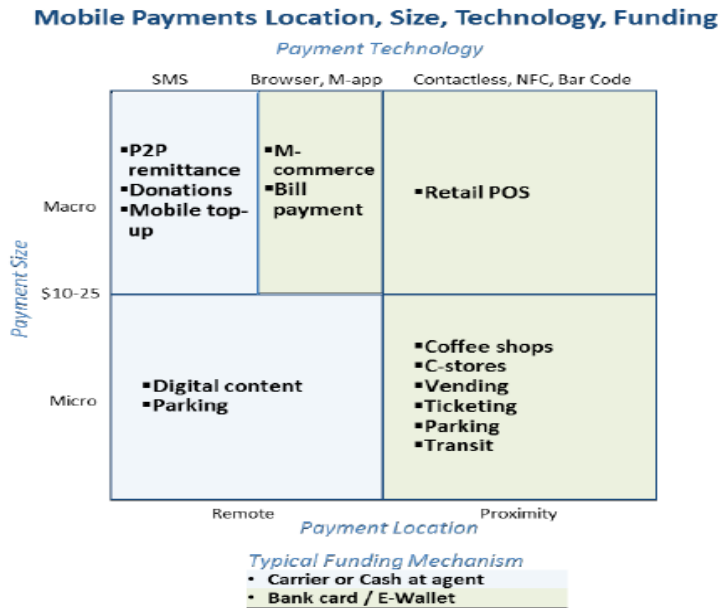 Mobile Payments Location, Size, Technology, Funding
Payment Technology
SMS
Browser, M-app
Contactless, NFC, Bar Code
▪P2P
remittance
▪Donations
▪Mobile top-
up
▪M-
commerce
▪Bill
payment
▪Retail POS
Macro
Payment Size
$10-25
Micro
▪Digital content
▪Parking
▪Coffee shops
▪C-stores
▪Vending
▪Ticketing
▪Parking
▪Transit
Remote
Proximity
Payment Location
Typical Funding Mechanism
• Carrier or Cash at agent
• Bank card / E-Wallet